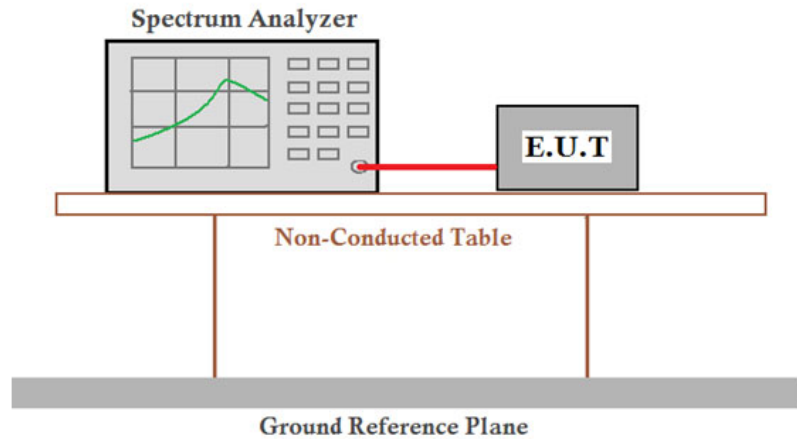 Spectrum Analyzer
E.U.T
Non-Conducted Table
Ground Reference Plane